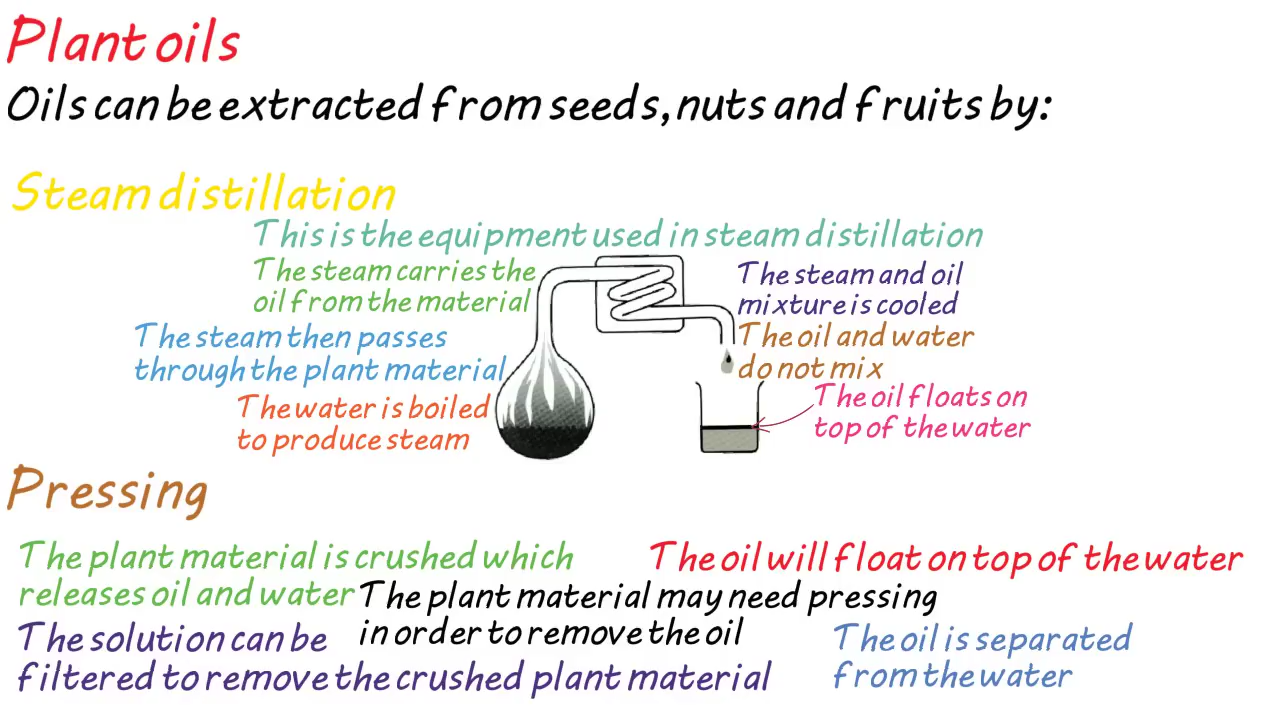 Plant oils
Oils can be extracted from seeds, nuts and fruits by:
Steam distillation
This is the equipment used in steam distillation
The steam carries the
oil from the material
The steam then passes
through the plant material
The water is boiled
to produce steam
The steam and oil
mixture is cooled
The oil and water
do not mix
The oil floats on
top of the water
Pressing
The plant material is crushed which
releases oil and water
The plant material may need pressing
in order to remove the oil
The solution can be
filtered to remove the crushed plant material
The oil will float on top of the water
The oil is separated
from the water